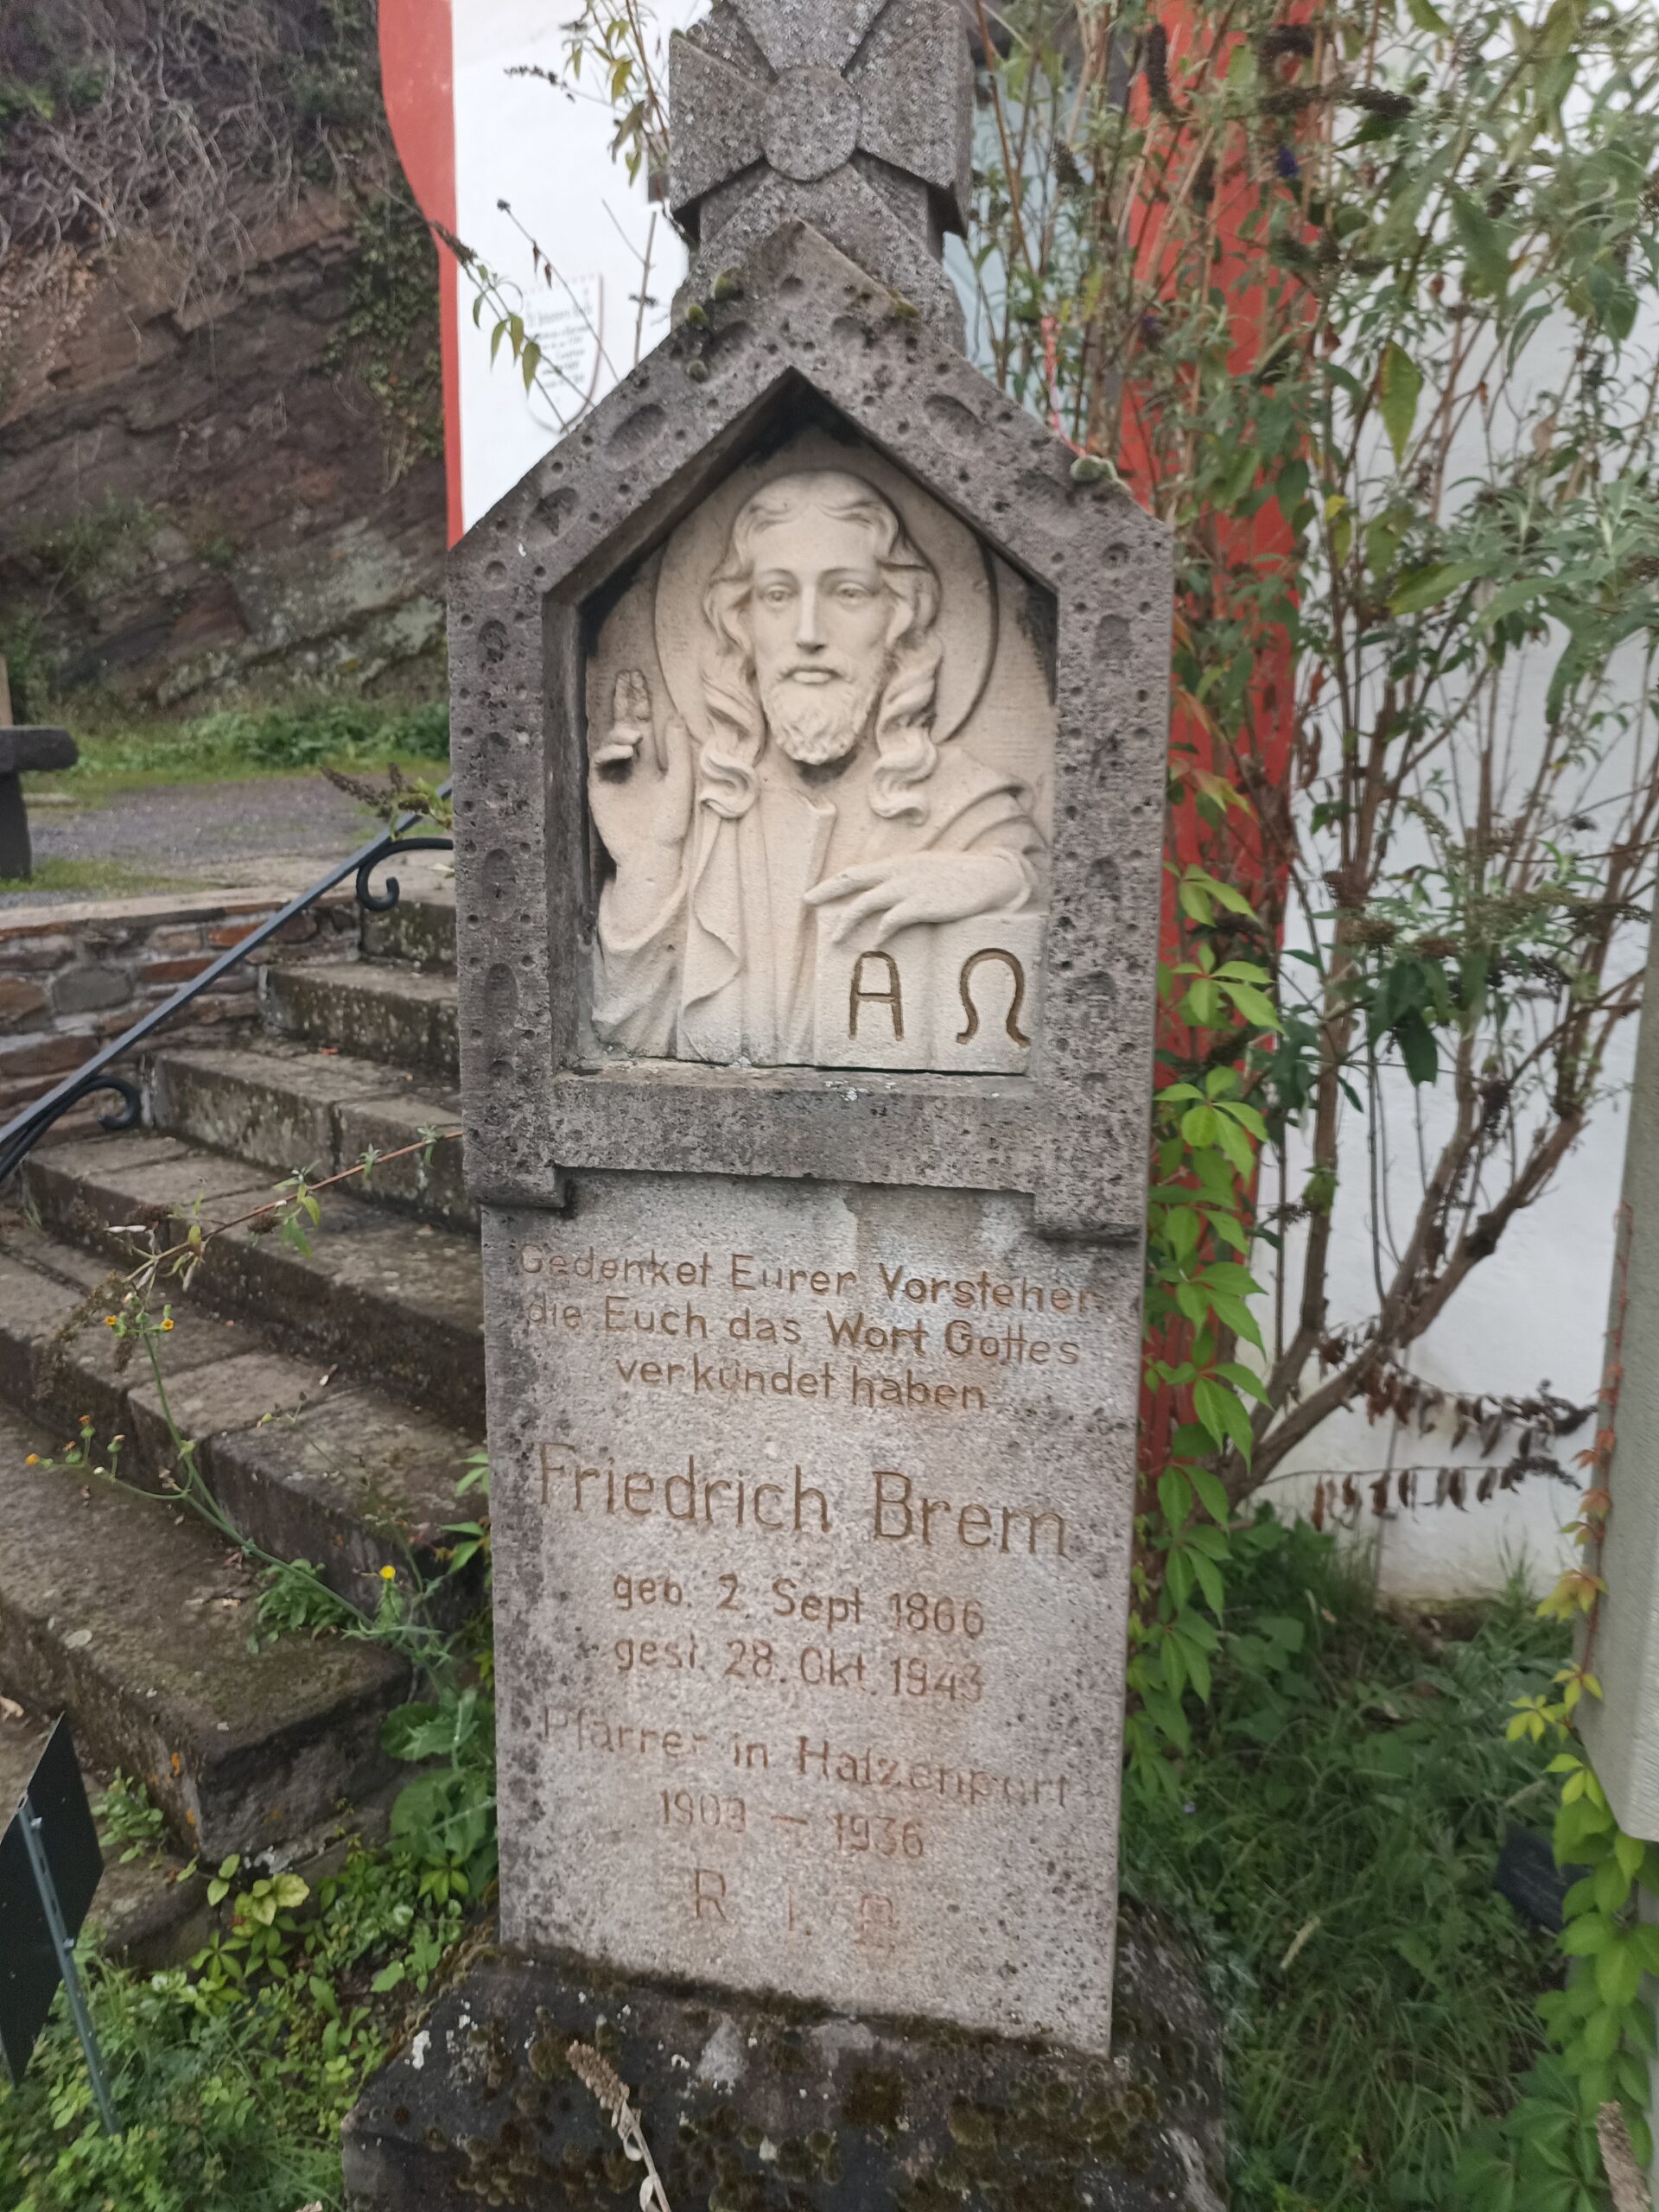 Α Ω
Gedenket Eurer Vorsteher
die Euch das Wort Gottes
verkündet haben
Friedrich Brem
geb. 2. Sept 1866
gest. 28. Okt. 1943
Pfarrer in Hatzenport
1903 – 1936
R I.